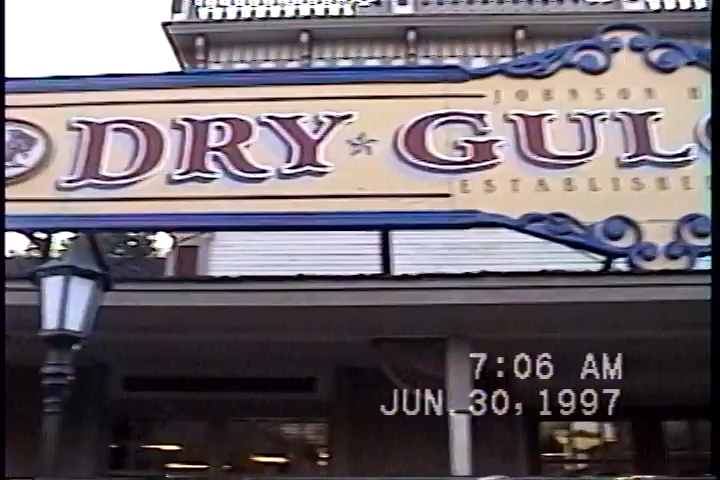 JOHNSON
DRY ★ GUL
ESTABLISHE
7:06 AM
JUN. 30, 1997